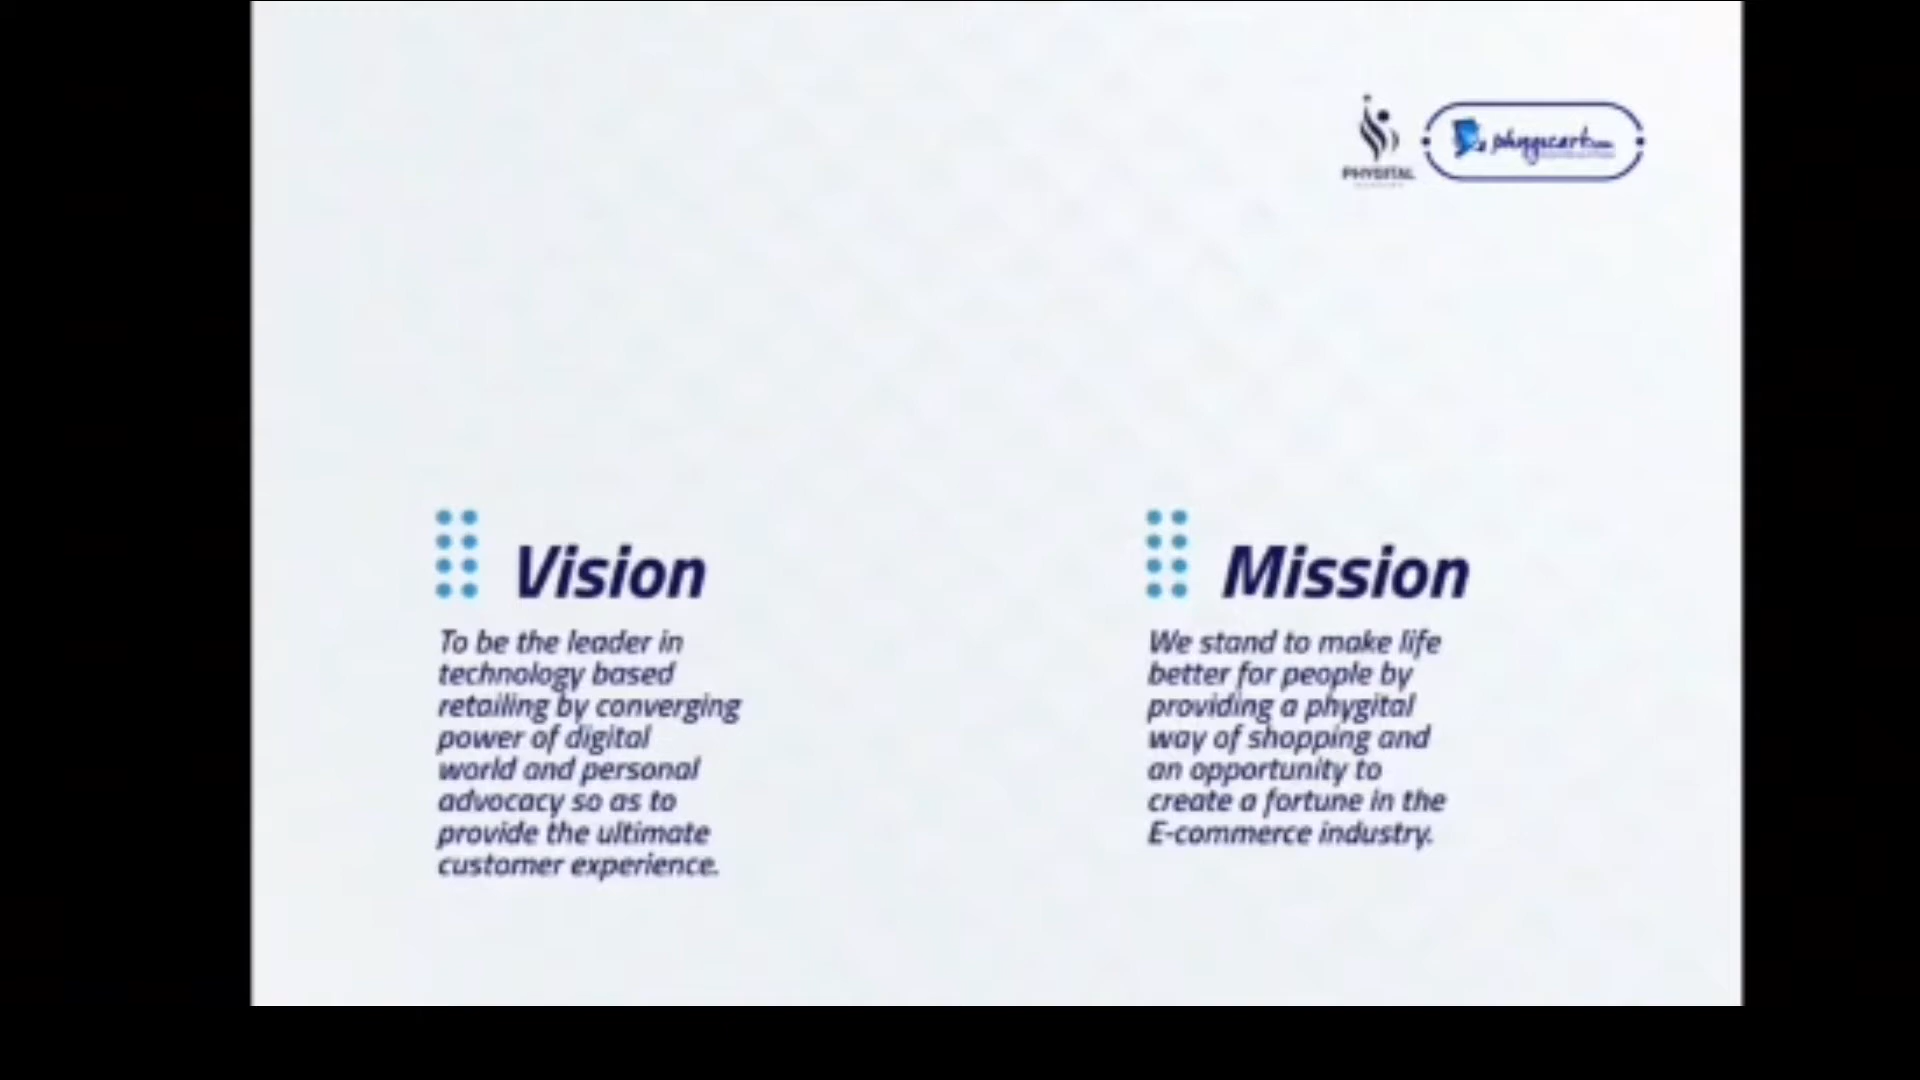 PHYGITAL
phygicart.com
Vision
To be the leader in
technology based
retailing by converging
power of digital
world and personal
advocacy so as to
provide the ultimate
customer experience.
Mission
We stand to make life
better for people by
providing a phygital
way of shopping and
an opportunity to
create a fortune in the
E-commerce industry.